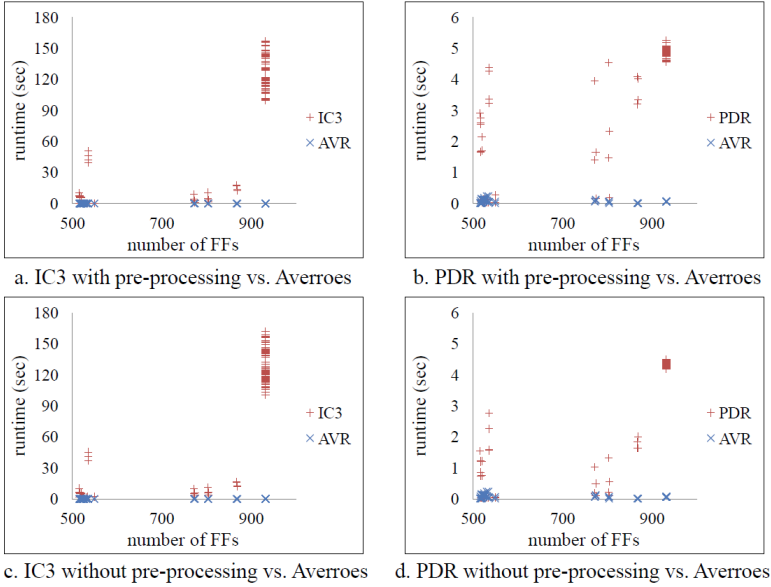 180
150
120
90
60
30
0
runtime (sec)
IC3
AVR
500
700
900
number of FFs
a. IC3 with pre-processing vs. Averroes
6
5
4
3
2
1
0
runtime (sec)
PDR
AVR
500
700
900
number of FFs
b. PDR with pre-processing vs. Averroes
180
150
120
90
60
30
0
runtime (sec)
IC3
AVR
500
700
900
number of FFs
c. IC3 without pre-processing vs. Averroes
6
5
4
3
2
1
0
runtime (sec)
PDR
AVR
500
700
900
number of FFs
d. PDR without pre-processing vs. Averroes